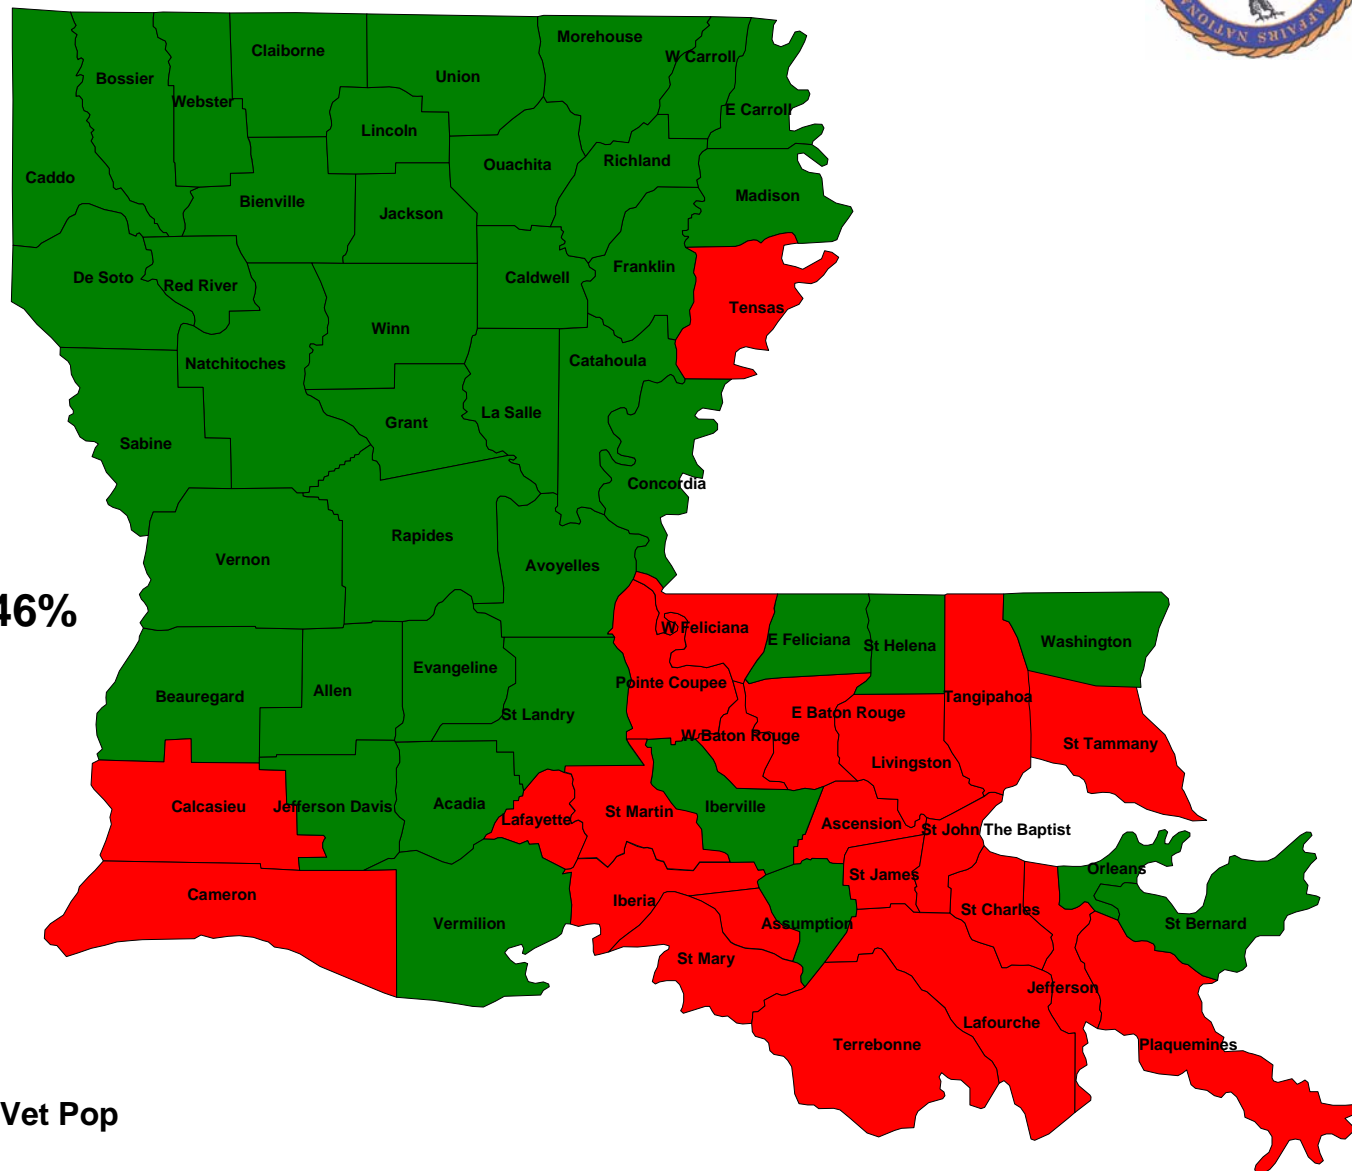 AFFAIRS NATIONA
Claiborne
Morehouse
W Carroll
Bossier
Union
Webster
E Carroll
Lincoln
Ouachita
Richland
Caddo
Madison
Bienville
Jackson
Franklin
De Soto
Red River
Caldwell
Tensas
Winn
Natchitoches
Catahoula
Grant
La Salle
Sabine
Concordia
Rapides
Vernon
Avoyelles
46%
W Feliciana
E Feliciana
St Helena
Washington
Evangeline
Pointe Coupee
Beauregard
Allen
Tangipahoa
St Landry
E Baton Rouge
W Baton Rouge
St Tammany
Livingston
Calcasieu
Jefferson Davis
Acadia
Lafayette
St Martin
Iberville
Ascension
St John The Baptist
Orleans
St James
Cameron
Iberia
St Charles
Vermilion
Assumption
St Bernard
St Mary
Jefferson
Lafourche
Terrebonne
Plaquemines
Vet Pop